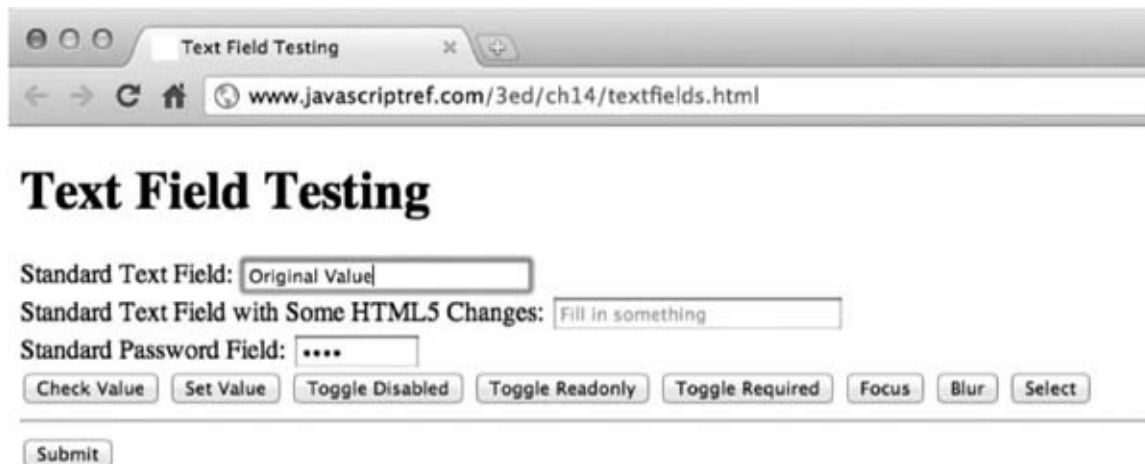 Text Field Testing
www.javascriptref.com/3ed/ch14/textfields.html
Text Field Testing
Standard Text Field: Original Value
Standard Text Field with Some HTML5 Changes: Fill in something
Standard Password Field: ••••
Check Value Set Value Toggle Disabled Toggle Readonly Toggle Required Focus Blur Select
Submit